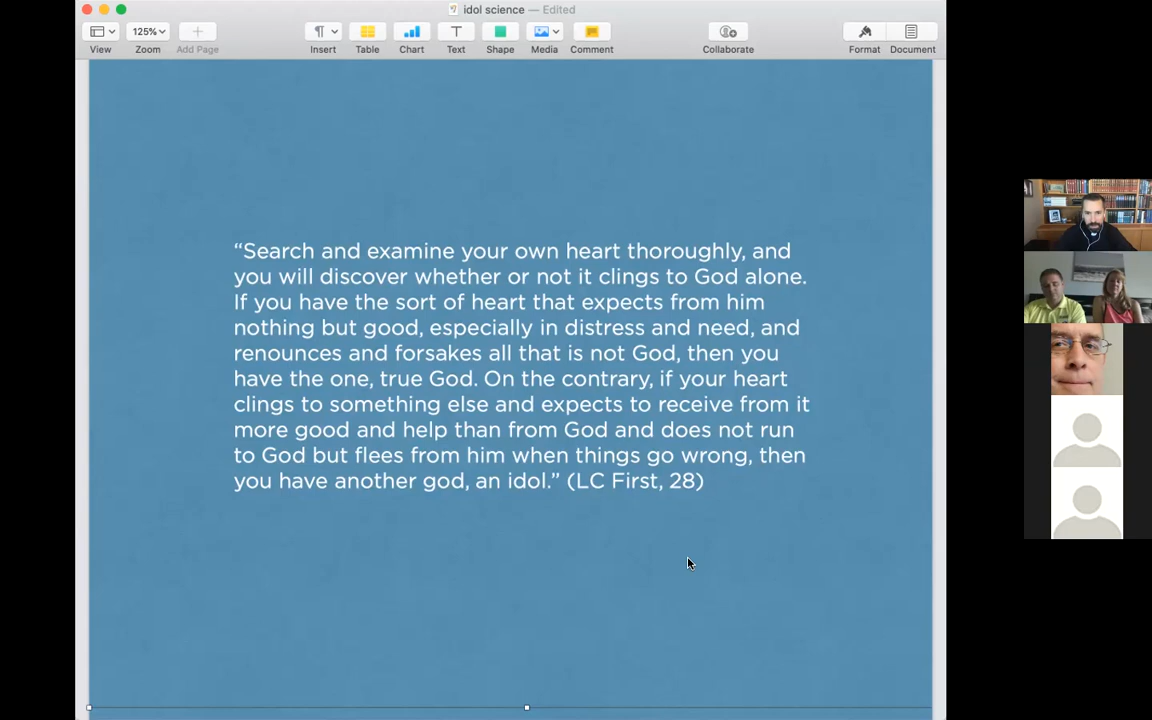 idol science — Edited
125%
View
Zoom
Add Page
Insert
Table
Chart
Text
Shape
Media
Comment
Collaborate
Format
Document
“Search and examine your own heart thoroughly, and
you will discover whether or not it clings to God alone.
If you have the sort of heart that expects from him
nothing but good, especially in distress and need, and
renounces and forsakes all that is not God, then you
have the one, true God. On the contrary, if your heart
clings to something else and expects to receive from it
more good and help than from God and does not run
to God but flees from him when things go wrong, then
you have another god, an idol.” (LC First, 28)